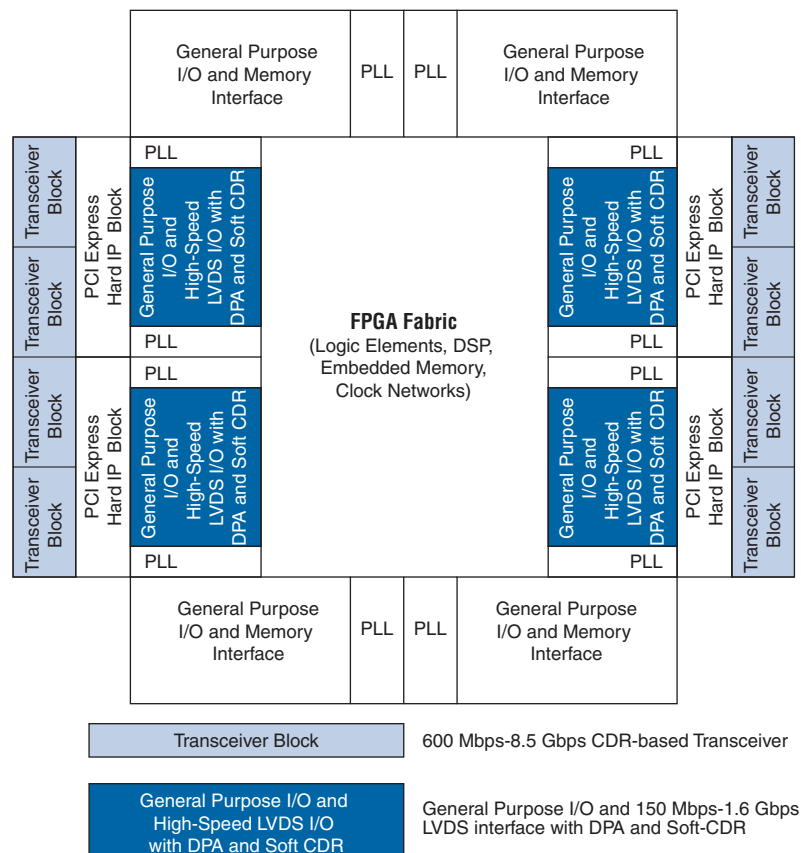 General Purpose
I/O and Memory
Interface
PLL
PLL
General Purpose
I/O and Memory
Interface
Transceiver
Block
Transceiver
Block
PCI Express
Hard IP Block
PLL
General Purpose
I/O and
High-Speed
LVDS I/O with
DPA and Soft CDR
PLL
Transceiver
Block
Transceiver
Block
PCI Express
Hard IP Block
PLL
General Purpose
I/O and
High-Speed
LVDS I/O with
DPA and Soft CDR
PLL
FPGA Fabric
(Logic Elements, DSP,
Embedded Memory,
Clock Networks)
PLL
General Purpose
I/O and
High-Speed
LVDS I/O with
DPA and Soft CDR
PLL
PCI Express
Hard IP Block
Transceiver
Block
Transceiver
Block
PLL
General Purpose
I/O and
High-Speed
LVDS I/O with
DPA and Soft CDR
PLL
PCI Express
Hard IP Block
Transceiver
Block
Transceiver
Block
General Purpose
I/O and Memory
Interface
PLL
PLL
General Purpose
I/O and Memory
Interface
Transceiver Block
600 Mbps-8.5 Gbps CDR-based Transceiver
General Purpose I/O and
High-Speed LVDS I/O
with DPA and Soft CDR
General Purpose I/O and 150 Mbps-1.6 Gbps
LVDS interface with DPA and Soft-CDR